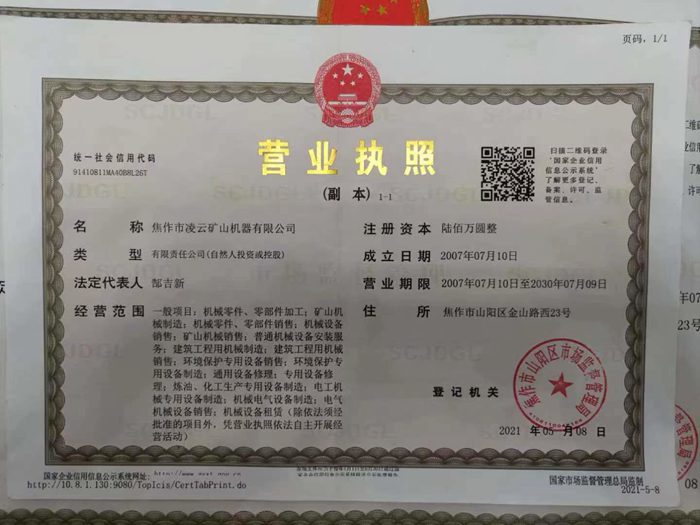 页码，1/1
统一社会信用代码
91410811MA40B8L26T
营业执照
（副 本）1-1
扫描二维码登录
"国家企业信用
信息公示系统"
了解更多登记、
备案、许可、监
管信息。
名称 焦作市凌云矿山机器有限公司
类型 有限责任公司(自然人投资或控股)
法定代表人 郜吉新
经营范围 一般项目：机械零件、零部件加工；矿山机
械制造；机械零件、零部件销售；机械设备
销售；矿山机械销售；普通机械设备安装服
务；建筑工程用机械制造；建筑工程用机械
销售；环境保护专用设备销售；环境保护专
用设备制造；通用设备修理；专用设备修
理；炼油、化工生产专用设备制造；电工机
械专用设备制造；机械电气设备制造；电气
机械设备销售；机械设备租赁（除依法须经
批准的项目外，凭营业执照依法自主开展经
营活动）
注册资本 陆佰万圆整
成立日期 2007年07月10日
营业期限 2007年07月10日至2030年07月09日
住所 焦作市山阳区金山路西23号
登记机关
焦作市山阳区市场监督管理局
2021 年 05 月 08 日
国家企业信用信息公示系统网址：
http://10.8.1.130:9080/TopIcis/CertTabPrint.do
国家市场监督管理总局监制
2021-5-8